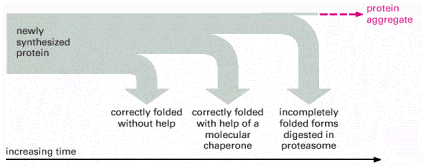 protein
aggregate
newly
synthesized
protein
correctly folded
without help
correctly folded
with help of a
molecular
chaperone
incompletely
folded forms
digested in
proteasome
increasing time